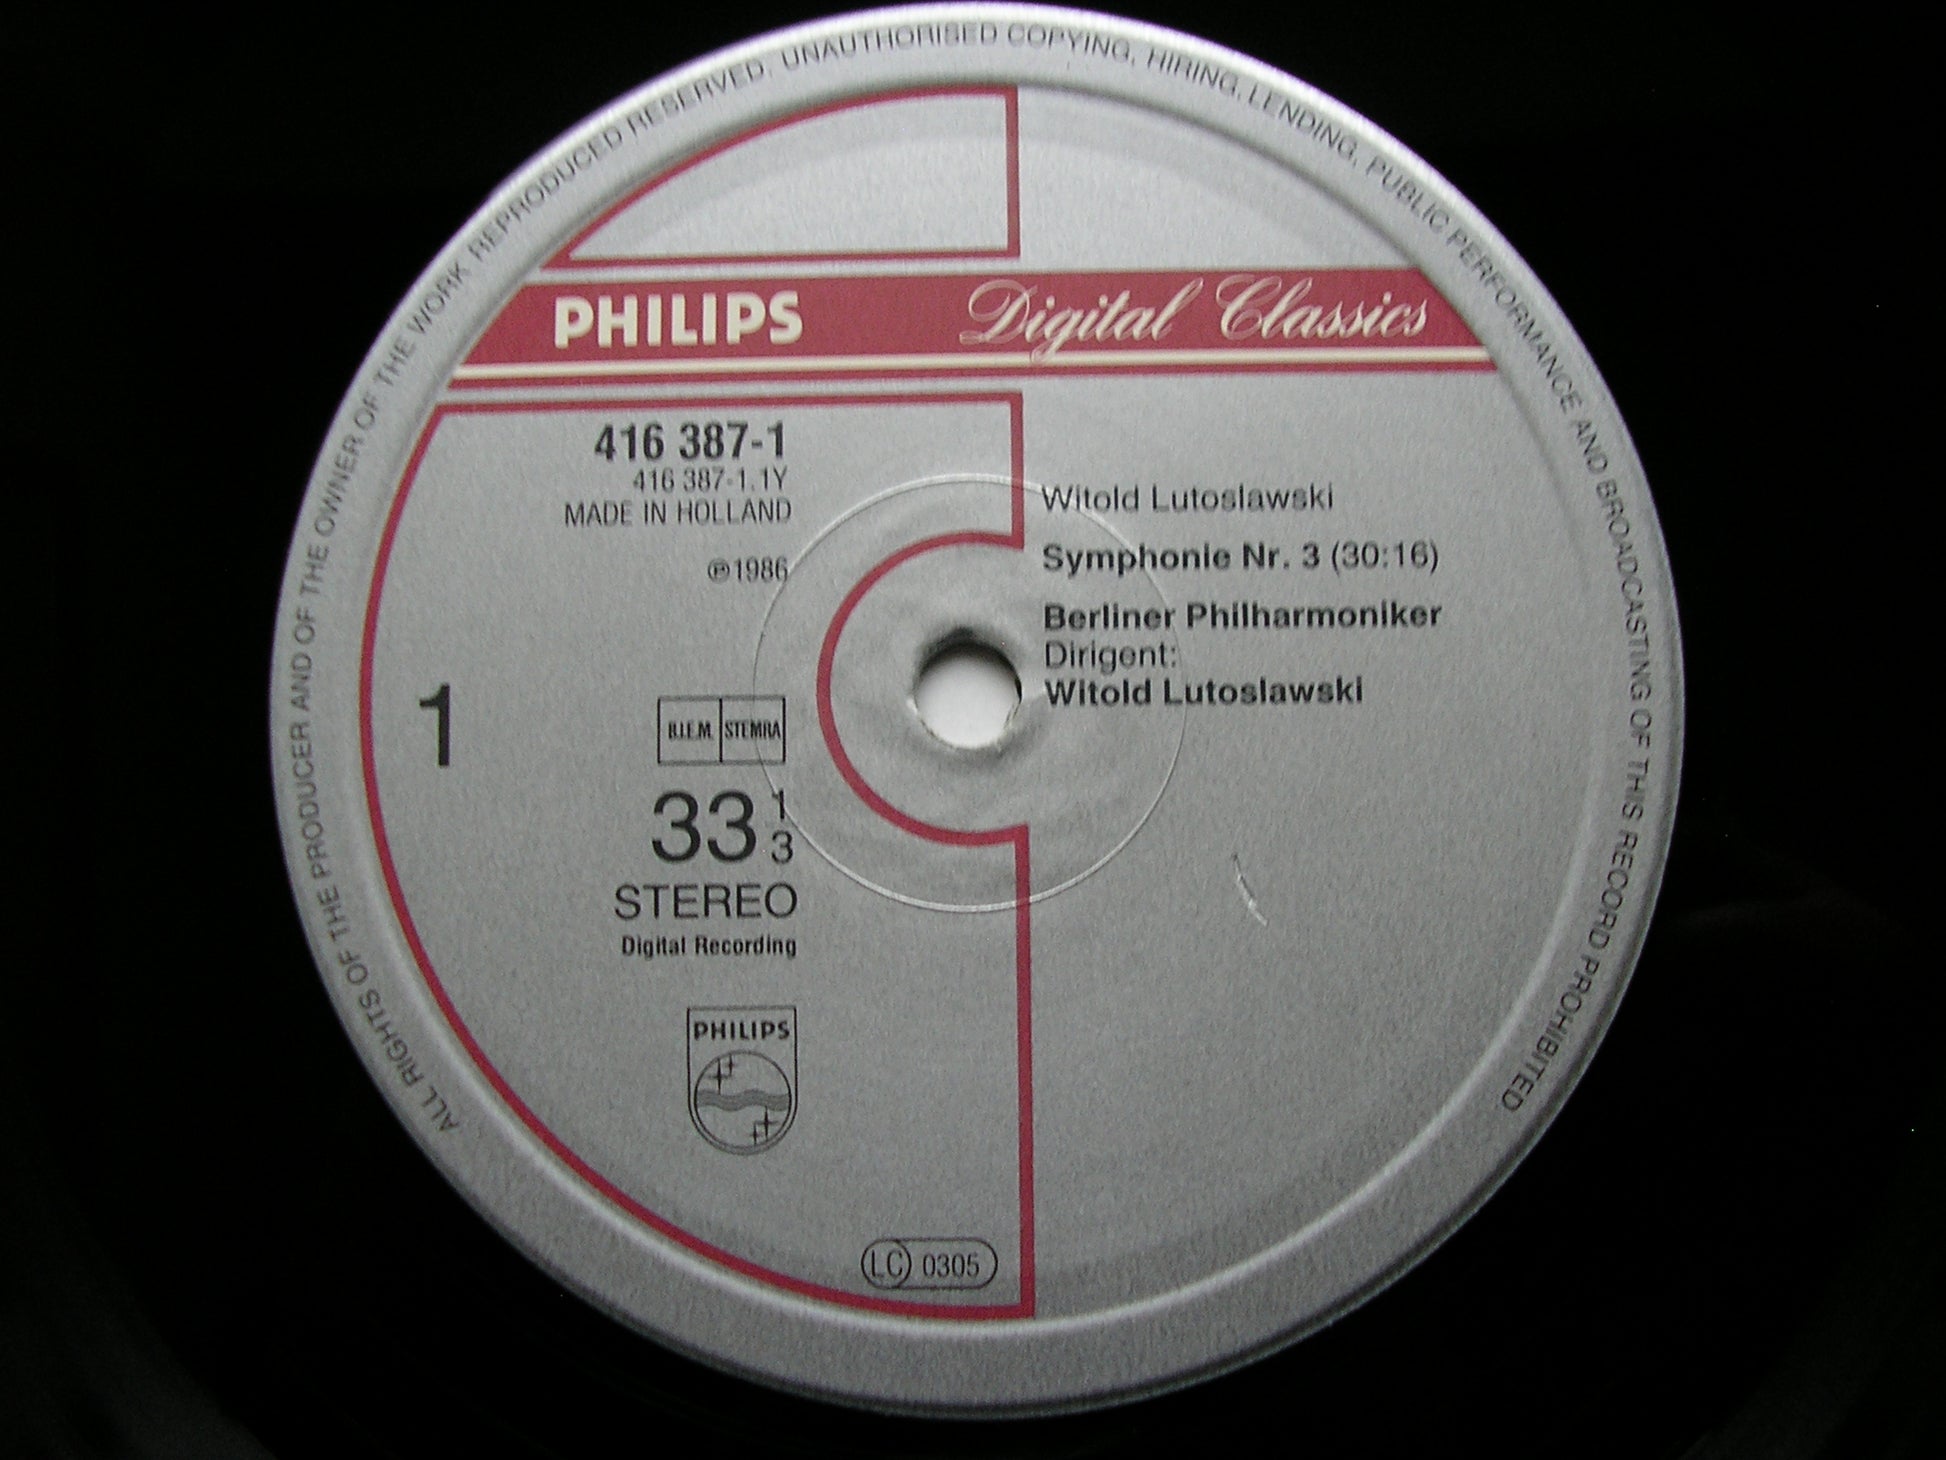 ALL RIGHTS OF THE PRODUCER AND OF THE OWNER OF THE WORK REPRODUCED RESERVED. UNAUTHORISED COPYING, HIRING, LENDING, PUBLIC PERFORMANCE AND BROADCASTING OF THIS RECORD PROHIBITED
PHILIPS Digital Classics
416 387-1
416 387-1.1Y
MADE IN HOLLAND
℗1986
1
B.I.E.M. STEMRA
33 1/3
STEREO
Digital Recording
PHILIPS
LC 0305
Witold Lutoslawski
Symphonie Nr. 3 (30:16)
Berliner Philharmoniker
Dirigent:
Witold Lutoslawski